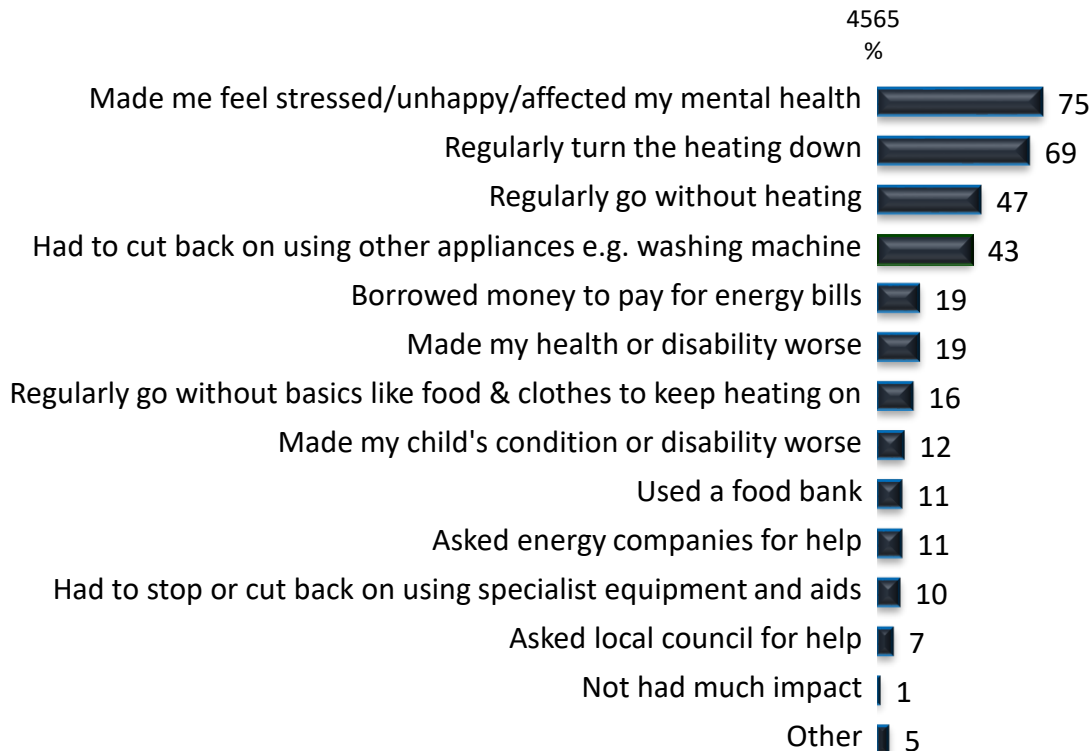 4565
%
Made me feel stressed/unhappy/affected my mental health 75
Regularly turn the heating down 69
Regularly go without heating 47
Had to cut back on using other appliances e.g. washing machine 43
Borrowed money to pay for energy bills 19
Made my health or disability worse 19
Regularly go without basics like food & clothes to keep heating on 16
Made my child's condition or disability worse 12
Used a food bank 11
Asked energy companies for help 11
Had to stop or cut back on using specialist equipment and aids 10
Asked local council for help 7
Not had much impact 1
Other 5